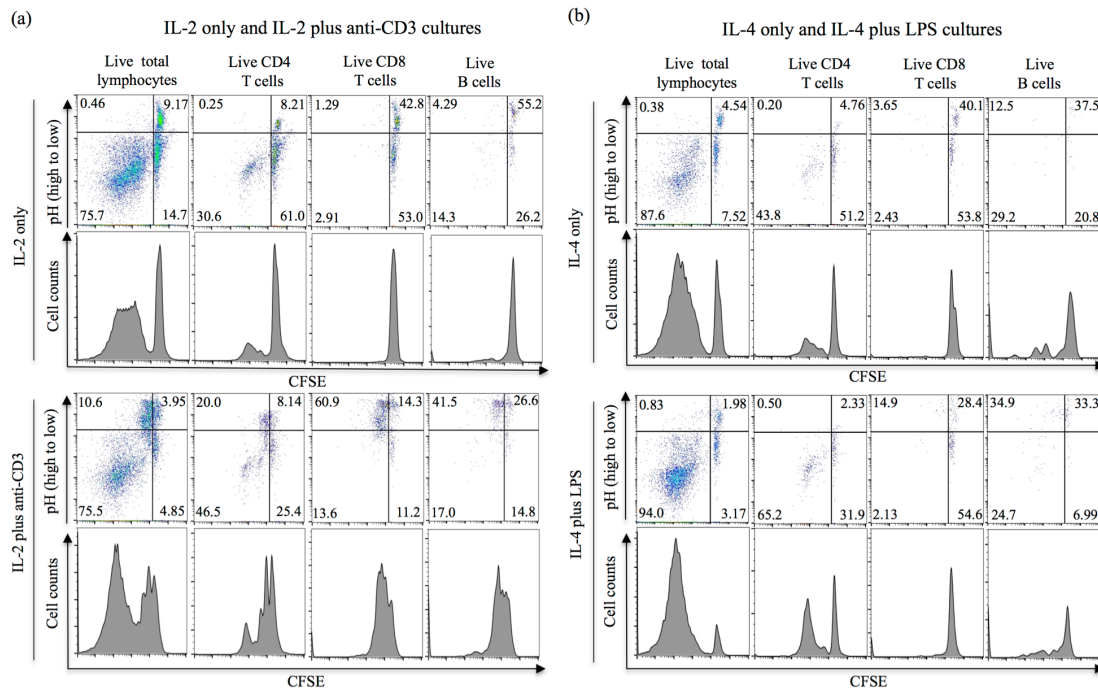 (a)
IL-2 only and IL-2 plus anti-CD3 cultures
Live total
lymphocytes
Live CD4
T cells
Live CD8
T cells
Live
B cells
IL-2 only
pH (high to low)
0.46 9.17
75.7 14.7
0.25 8.21
30.6 61.0
1.29 42.8
2.91 53.0
4.29 55.2
14.3 26.2
Cell counts
CFSE
IL-2 plus anti-CD3
pH (high to low)
10.6 3.95
75.5 4.85
20.0 8.14
46.5 25.4
60.9 14.3
13.6 11.2
41.5 26.6
17.0 14.8
Cell counts
CFSE
(b)
IL-4 only and IL-4 plus LPS cultures
Live total
lymphocytes
Live CD4
T cells
Live CD8
T cells
Live
B cells
IL-4 only
pH (high to low)
0.38 4.54
87.6 7.52
0.20 4.76
43.8 51.2
3.65 40.1
2.43 53.8
12.5 37.5
29.2 20.8
Cell counts
CFSE
IL-4 plus LPS
pH (high to low)
0.83 1.98
94.0 3.17
0.50 2.33
65.2 31.9
14.9 28.4
2.13 54.6
34.9 33.3
24.7 6.99
Cell counts
CFSE